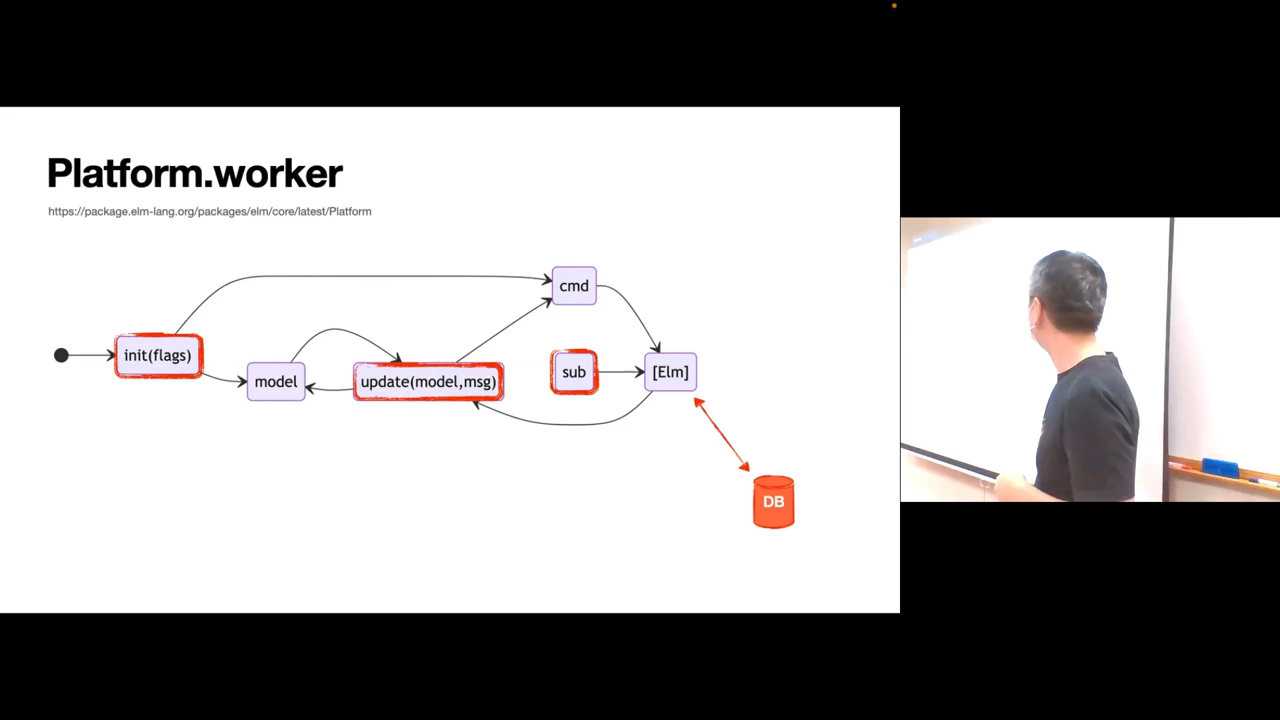 Platform.worker
https://package.elm-lang.org/packages/elm/core/latest/Platform
cmd
init(flags)
model
update(model,msg)
sub
[Elm]
DB